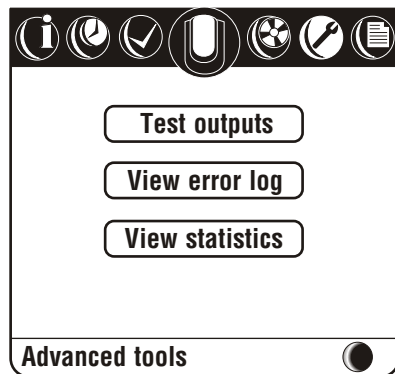 Test outputs
View error log
View statistics
Advanced tools